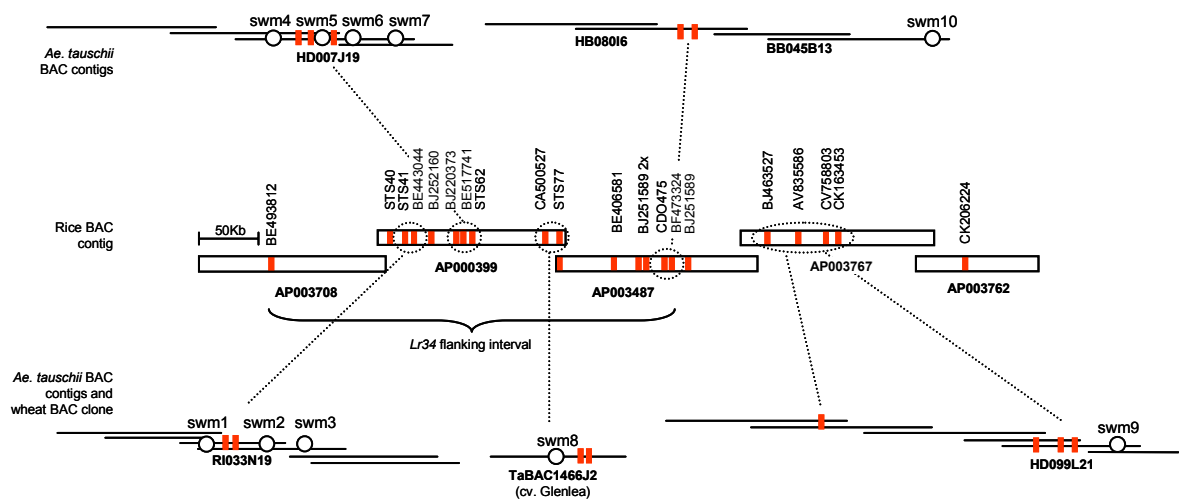 swm4 swm5 swm6 swm7
swm10
Ae. tauschii
BAC contigs
HD007J19
HB080I6
BB045B13
BE493812
STS40
STS41
BE443044
BJ252160
BJ220373
BE517741
STS62
CA500527
STS77
BE406581
BJ251589 2x
CDO475
BF473324
BJ251589
BJ463527
AV835586
CV758803
CK163453
CK206224
Rice BAC
contig
50Kb
AP003708
AP000399
AP003487
AP003767
AP003762
Lr34 flanking interval
Ae. tauschii BAC
contigs and
wheat BAC clone
swm1 swm2 swm3
RI033N19
swm8
TaBAC1466J2
(cv. Glenlea)
swm9
HD099L21